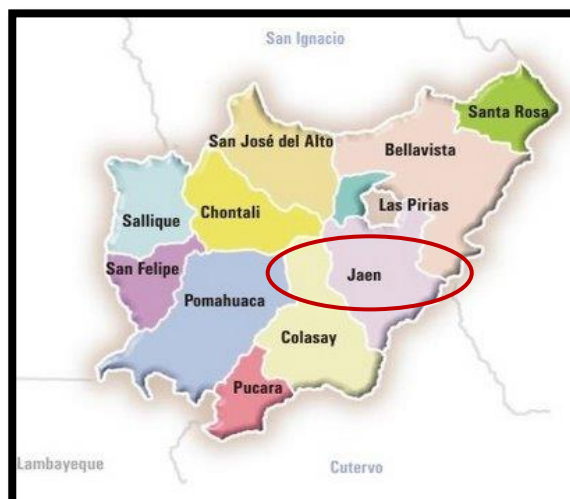 San Ignacio
Santa Rosa
San José del Alto
Bellavista
Las Pirias
Sallique
Chontali
San Felipe
Jaen
Pomahuaca
Colasay
Pucara
Lambayeque
Cutervo